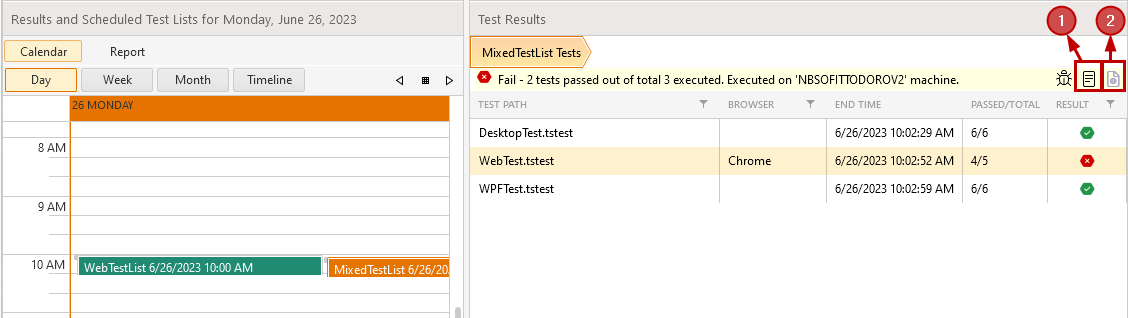 Results and Scheduled Test Lists for Monday, June 26, 2023
Calendar Report
Day Week Month Timeline
26 MONDAY
8 AM
9 AM
10 AM
WebTestList 6/26/2023 10:00 AM
MixedTestList 6/26/20
Test Results
1 2
MixedTestList Tests
Fail - 2 tests passed out of total 3 executed. Executed on 'NBSOFITTODOROV2' machine.
TEST PATH BROWSER END TIME PASSED/TOTAL RESULT
DesktopTest.tstest 6/26/2023 10:02:29 AM 6/6
WebTest.tstest Chrome 6/26/2023 10:02:52 AM 4/5
WPFTest.tstest 6/26/2023 10:02:59 AM 6/6